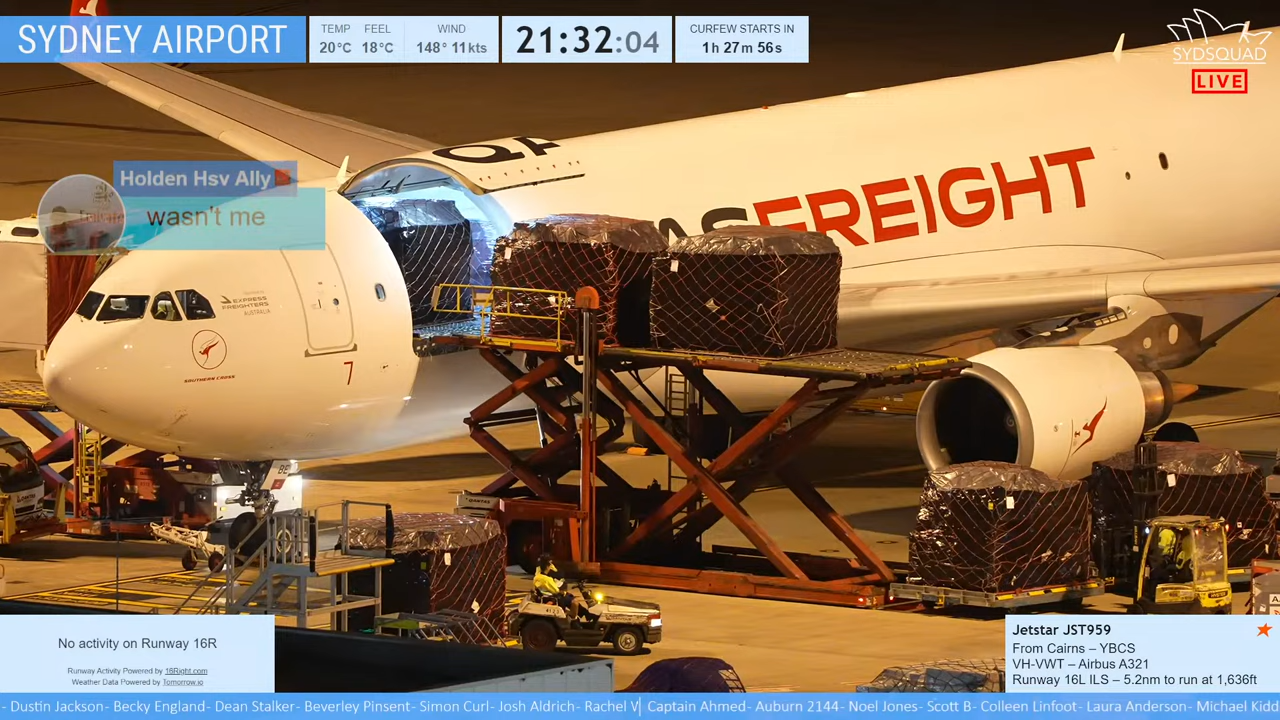 SYDNEY AIRPORT
TEMP FEEL WIND
20°C 18°C 148° 11kts
21:32:04
CURFEW STARTS IN
1h 27m 56s
SYDSQUAD
LIVE
Holden Hsv Ally
wasn't me
FREIGHT
EXPRESS
FREIGHTERS
AUSTRALIA
SOUTHERN CROSS
7
No activity on Runway 16R
Runway Activity Powered by 16Right.com
Weather Data Powered by Tomorrow.io
Jetstar JST959
From Cairns – YBCS
VH-VWT – Airbus A321
Runway 16L ILS – 5.2nm to run at 1,636ft
- Dustin Jackson- Becky England- Dean Stalker- Beverley Pinsent- Simon Curl- Josh Aldrich- Rachel V| Captain Ahmed- Auburn 2144- Noel Jones- Scott B- Colleen Linfoot- Laura Anderson- Michael Kidd